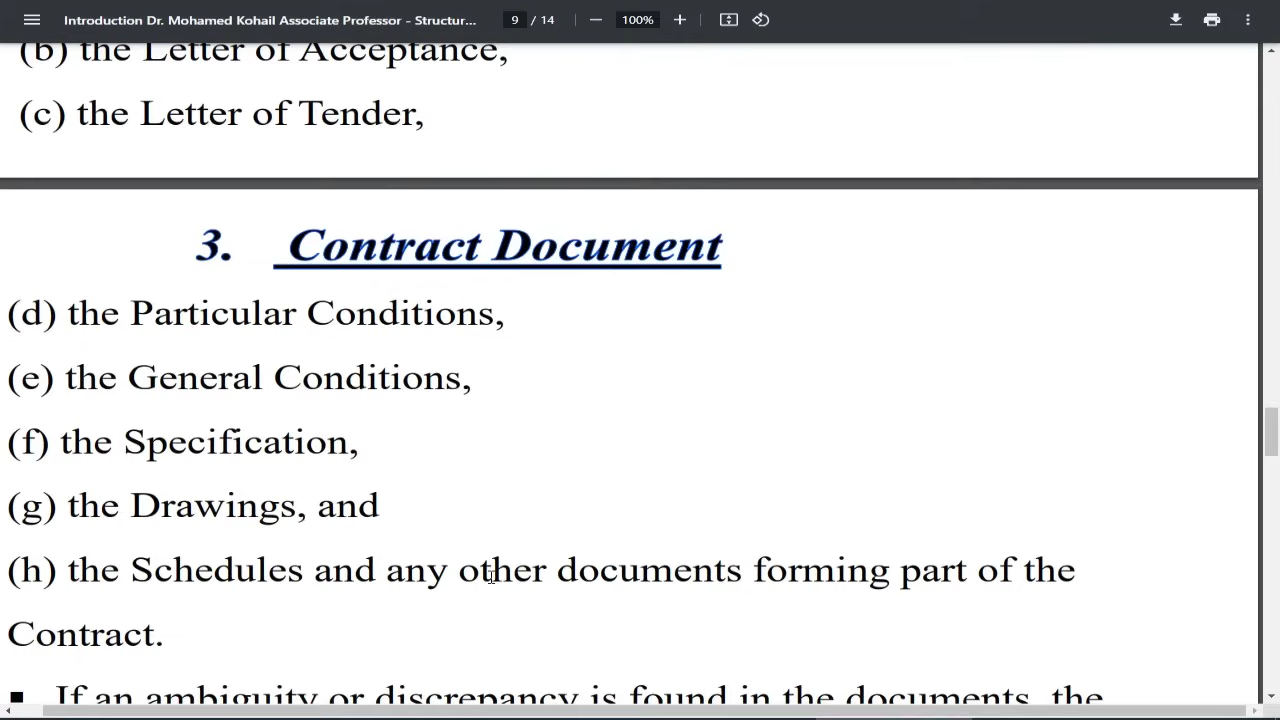 Introduction Dr. Mohamed Kohail Associate Professor - Structur...
9 / 14
100%
(b) the Letter of Acceptance,
(c) the Letter of Tender,
3. Contract Document
(d) the Particular Conditions,
(e) the General Conditions,
(f) the Specification,
(g) the Drawings, and
(h) the Schedules and any other documents forming part of the
Contract.
If an ambiguity or discrepancy is found in the documents, the